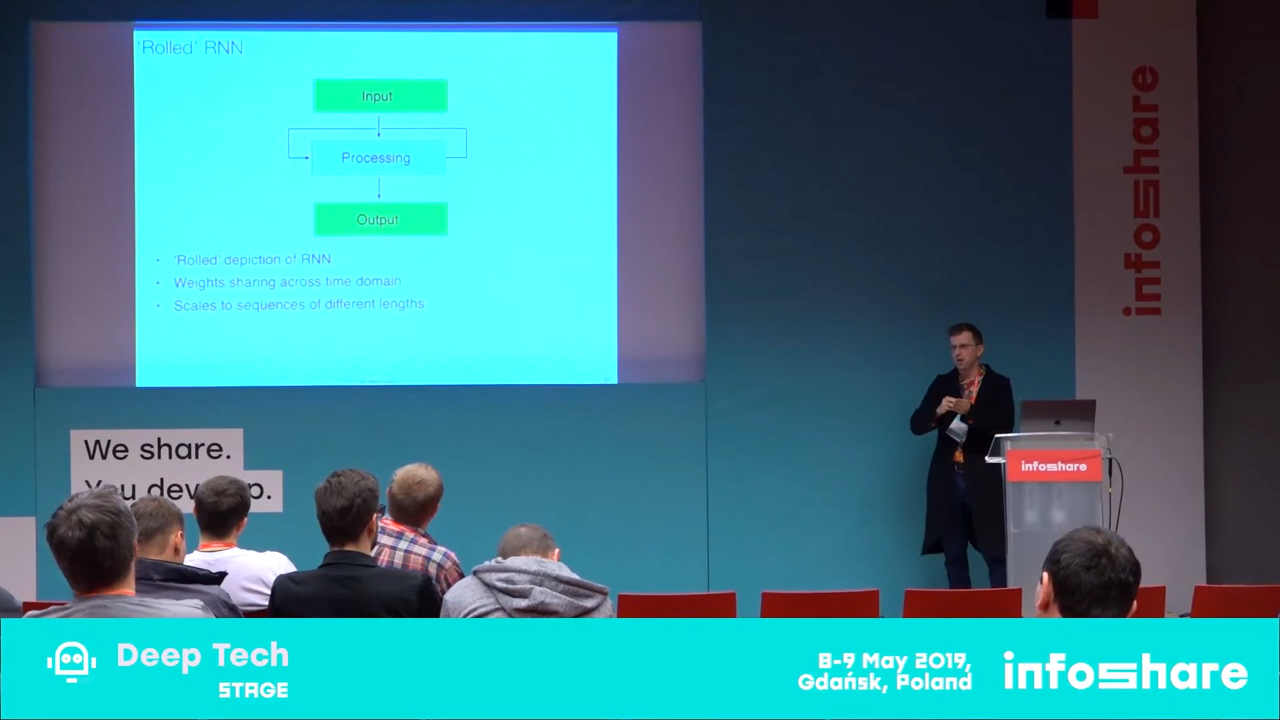 'Rolled' RNN
Input
Processing
Output
· 'Rolled' depiction of RNN
· Weights sharing across time domain
· Scales to sequences of different lengths
infoshare
We share.
infoshare
Deep Tech
STAGE
8-9 May 2019,
Gdańsk, Poland
infoshare